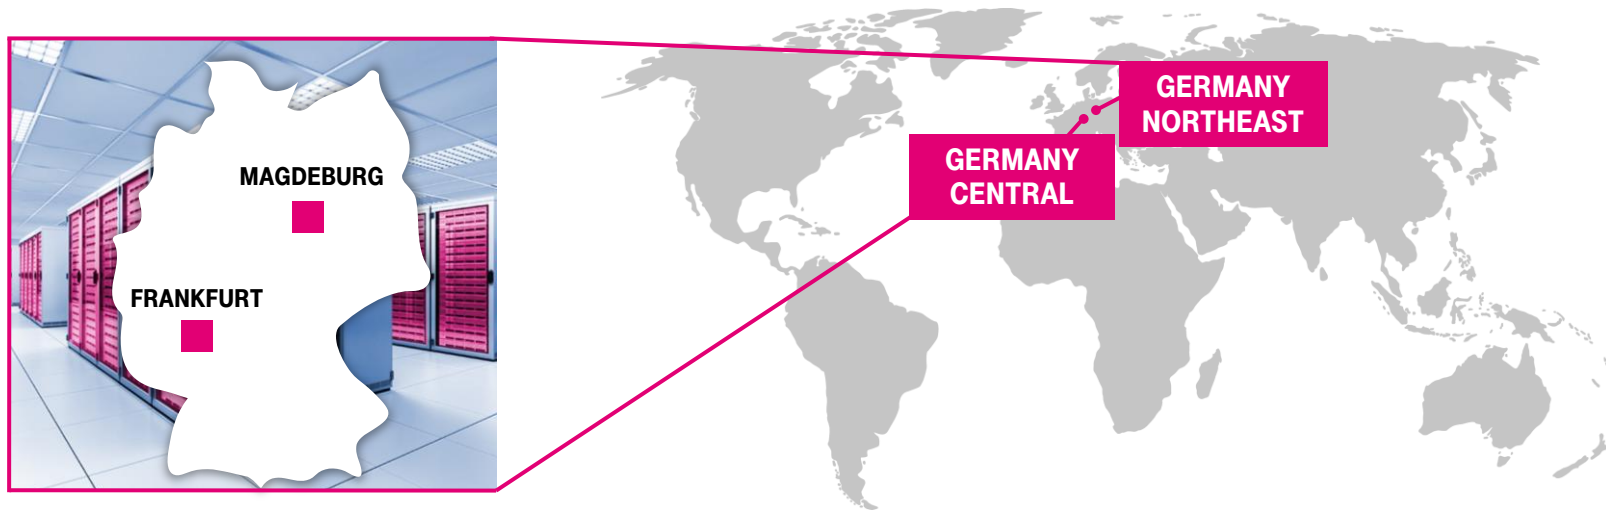 MAGDEBURG
FRANKFURT
GERMANY
NORTHEAST
GERMANY
CENTRAL